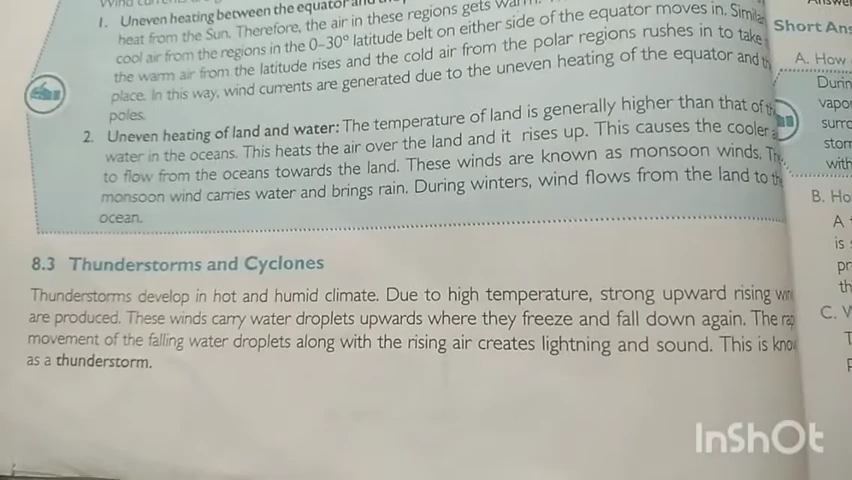 1. Uneven heating between the equator and the
heat from the Sun. Therefore, the air in these regions gets warm.
cool air from the regions in the 0–30° latitude belt on either side of the equator moves in.
the warm air from the latitude rises and the cold air from the polar regions rushes in to take
place. In this way, wind currents are generated due to the uneven heating of the equator and
poles.
2. Uneven heating of land and water: The temperature of land is generally higher than that of
water in the oceans. This heats the air over the land and it rises up. This causes the cooler
to flow from the oceans towards the land. These winds are known as monsoon winds.
monsoon wind carries water and brings rain. During winters, wind flows from the land to
ocean.
8.3 Thunderstorms and Cyclones
Thunderstorms develop in hot and humid climate. Due to high temperature, strong upward rising
are produced. These winds carry water droplets upwards where they freeze and fall down again. The
movement of the falling water droplets along with the rising air creates lightning and sound. This is
as a thunderstorm.
Short
A. How
B.
A
is
C.
InShOt